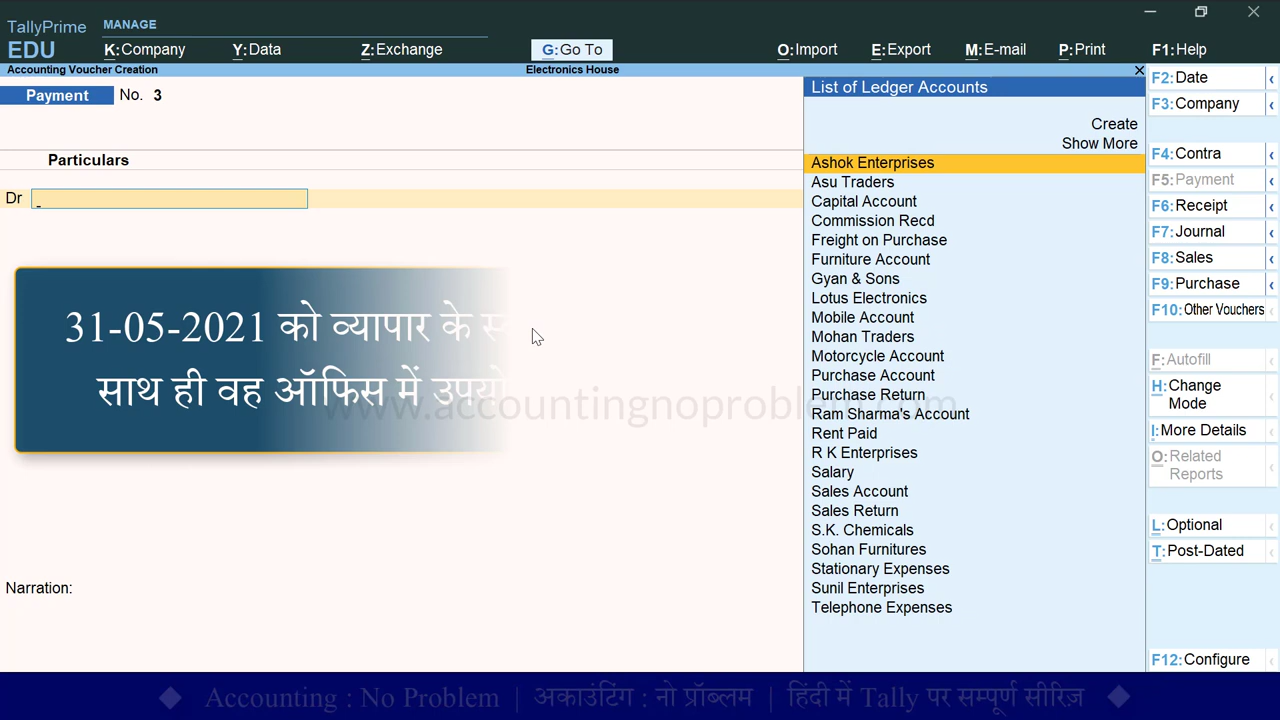 MANAGE
TallyPrime
EDU
K:Company
Y:Data
Z:Exchange
G:Go To
O:Import
E:Export
M:E-mail
P:Print
F1:Help
Accounting Voucher Creation
Electronics House
Payment No. 3
Particulars
Dr
31-05-2021 को व्यापार के
साथ ही वह ऑफिस में
Narration:
List of Ledger Accounts
Create
Show More
Ashok Enterprises
Asu Traders
Capital Account
Commission Recd
Freight on Purchase
Furniture Account
Gyan & Sons
Lotus Electronics
Mobile Account
Mohan Traders
Motorcycle Account
Purchase Account
Purchase Return
Ram Sharma's Account
Rent Paid
R K Enterprises
Salary
Sales Account
Sales Return
S.K. Chemicals
Sohan Furnitures
Stationary Expenses
Sunil Enterprises
Telephone Expenses
F2:Date
F3:Company
F4:Contra
F5:Payment
F6:Receipt
F7:Journal
F8:Sales
F9:Purchase
F10:Other Vouchers
F:Autofill
H:Change
Mode
I:More Details
O:Related
Reports
L:Optional
T:Post-Dated
F12:Configure
www.accountingnoproblem.com
Accounting : No Problem | अकाउंटिंग : नो प्रॉब्लम | हिंदी में Tally पर सम्पूर्ण सीरिज़